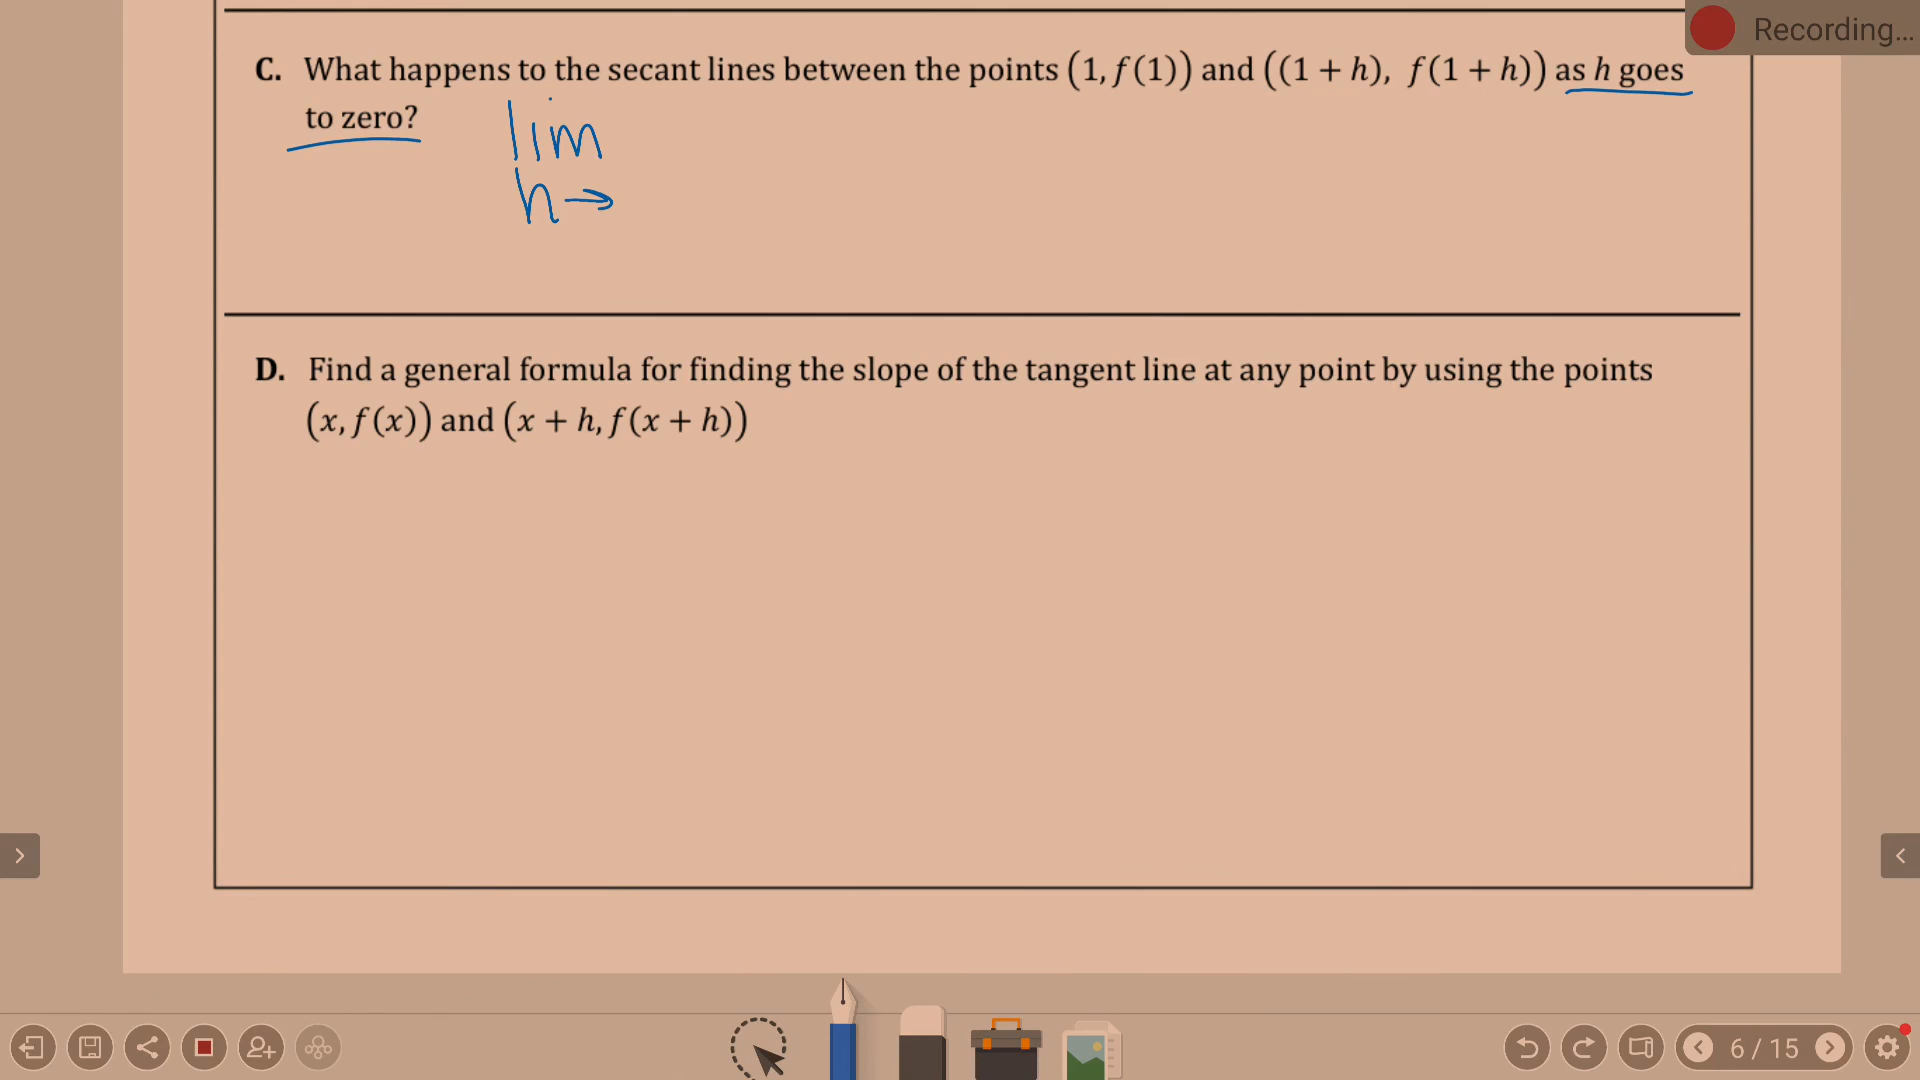 Recording...
C. What happens to the secant lines between the points (1, f(1)) and ((1 + h), f(1 + h)) as h goes
to zero?
lim
h→
D. Find a general formula for finding the slope of the tangent line at any point by using the points
(x, f(x)) and (x + h, f(x + h))
6 / 15